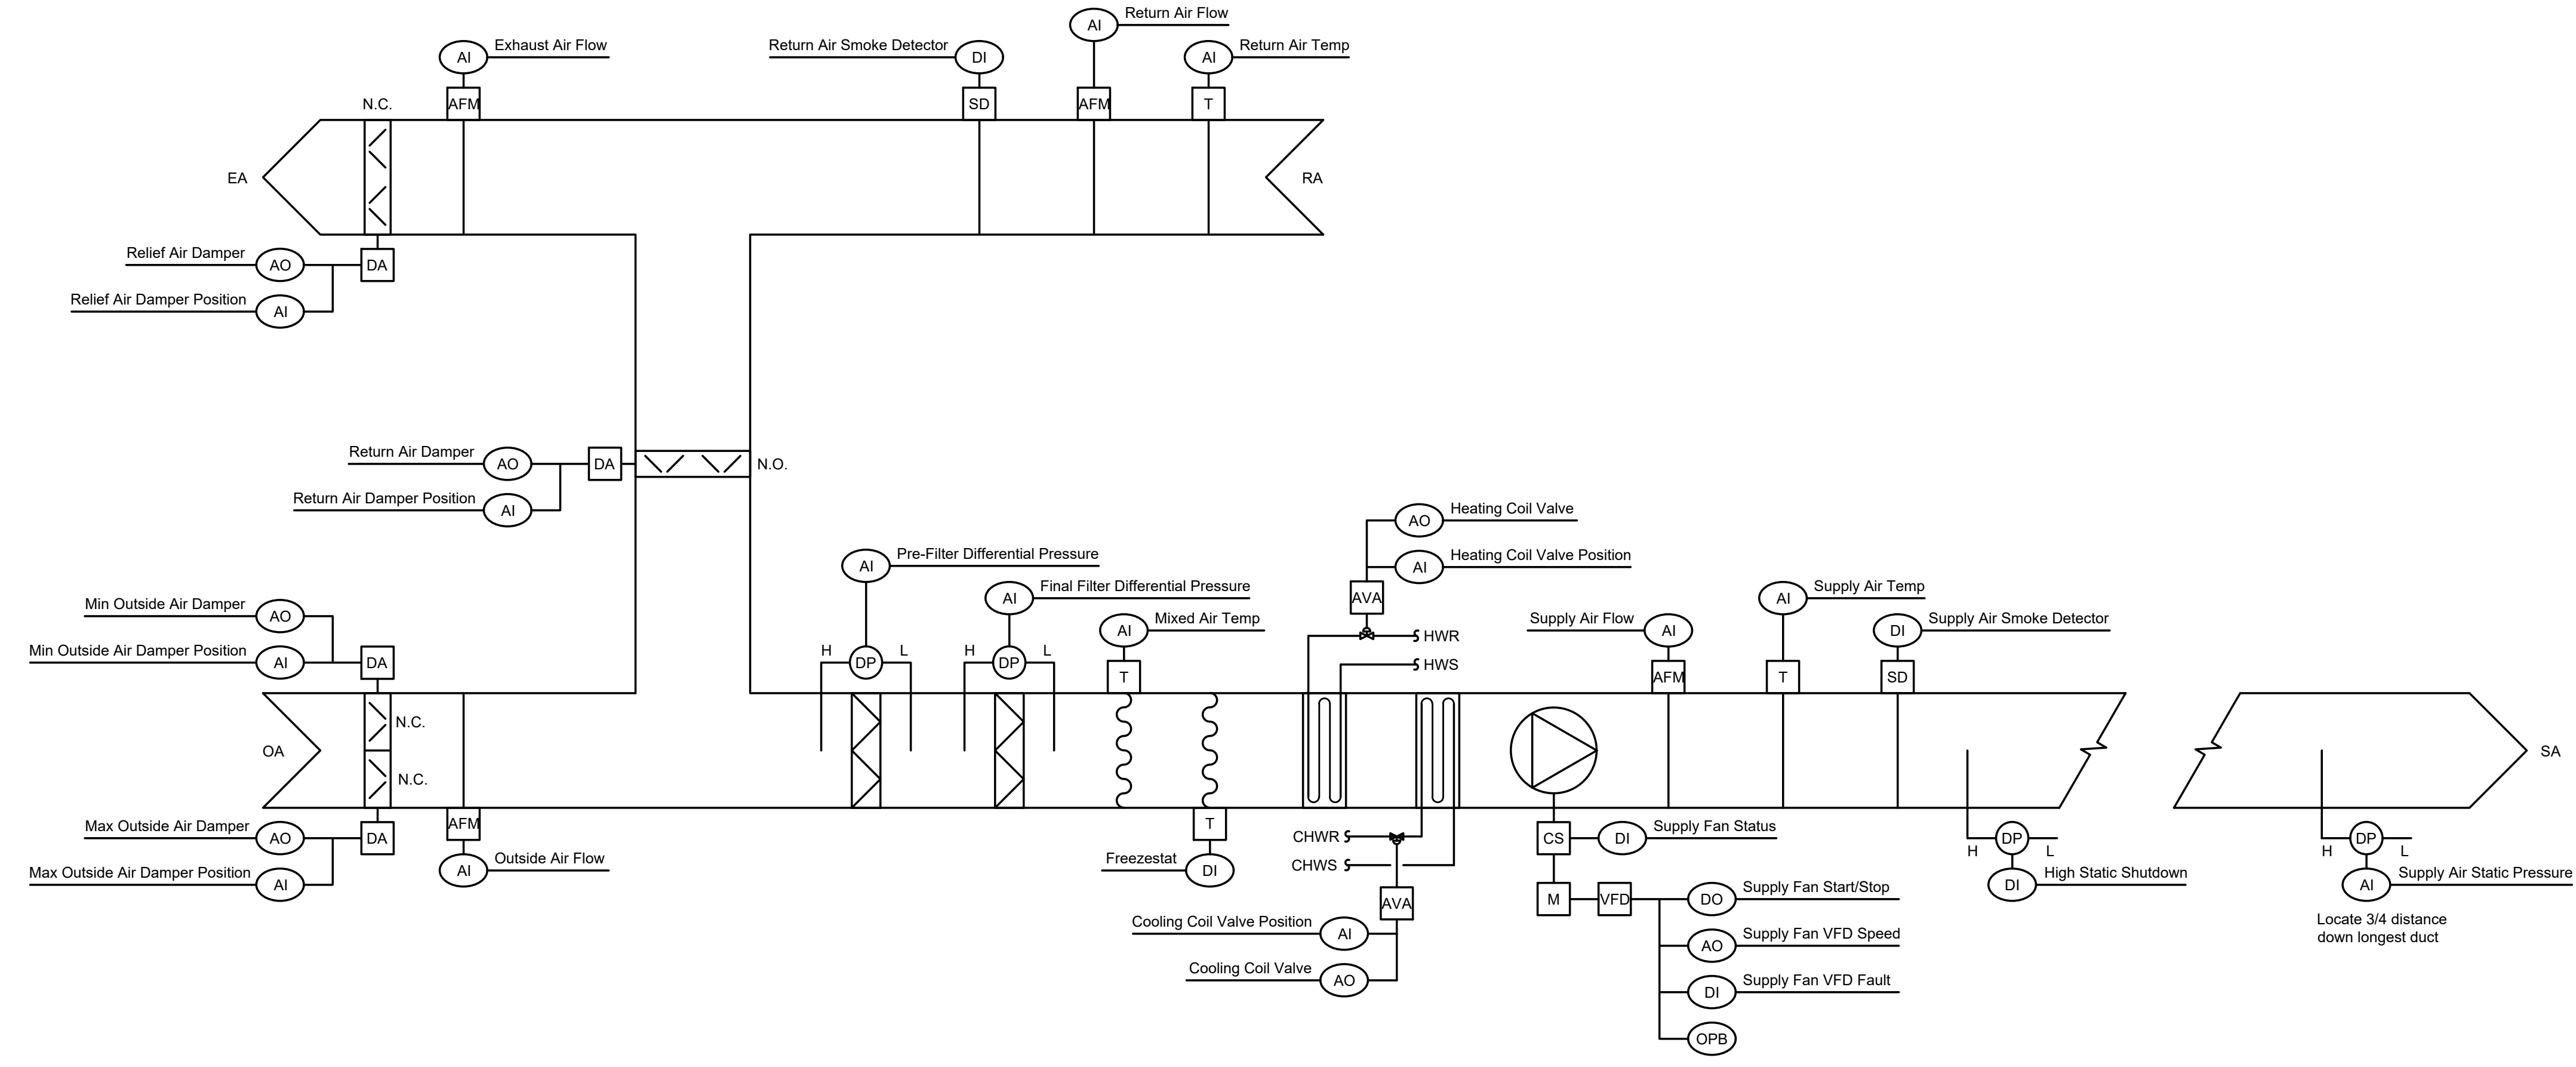 AI Return Air Flow
AI Exhaust Air Flow
Return Air Smoke Detector DI
AI Return Air Temp
N.C. AFM
SD AFM T
EA
RA
Relief Air Damper AO DA
Relief Air Damper Position AI
Return Air Damper AO DA N.O.
Return Air Damper Position AI
AO Heating Coil Valve
AI Heating Coil Valve Position
AVA
HWR
HWS
AI Pre-Filter Differential Pressure
AI Final Filter Differential Pressure
AI Mixed Air Temp
H DP L
H DP L
T
Supply Air Flow AI
AI Supply Air Temp
DI Supply Air Smoke Detector
AFM T SD
Min Outside Air Damper AO
Min Outside Air Damper Position AI DA
N.C.
OA
N.C.
SA
Max Outside Air Damper AO DA
Max Outside Air Damper Position AI
AFM
AI Outside Air Flow
T
Freezestat DI
CHWR
CHWS
AVA
Cooling Coil Valve Position AI
Cooling Coil Valve AO
CS DI Supply Fan Status
M VFD DO Supply Fan Start/Stop
AO Supply Fan VFD Speed
DI Supply Fan VFD Fault
OPB
H DP L
DI High Static Shutdown
H DP L
AI Supply Air Static Pressure
Locate 3/4 distance
down longest duct